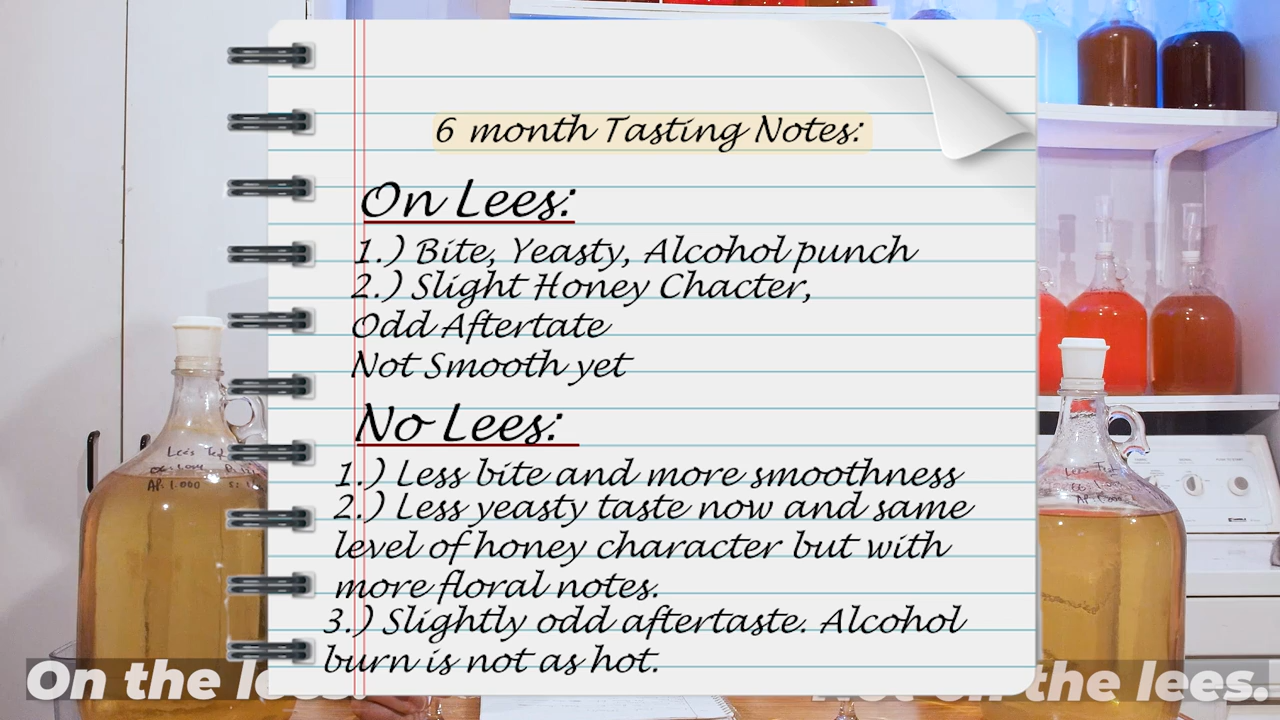 6 month Tasting Notes:
On Lees:
1.) Bite, Yeasty, Alcohol punch
2.) Slight Honey Chacter,
Odd Aftertate
Not Smooth yet
No Lees:
1.) Less bite and more smoothness
2.) Less yeasty taste now and same
level of honey character but with
more floral notes.
3.) Slightly odd aftertaste. Alcohol
burn is not as hot.
On the lees.
the lees.